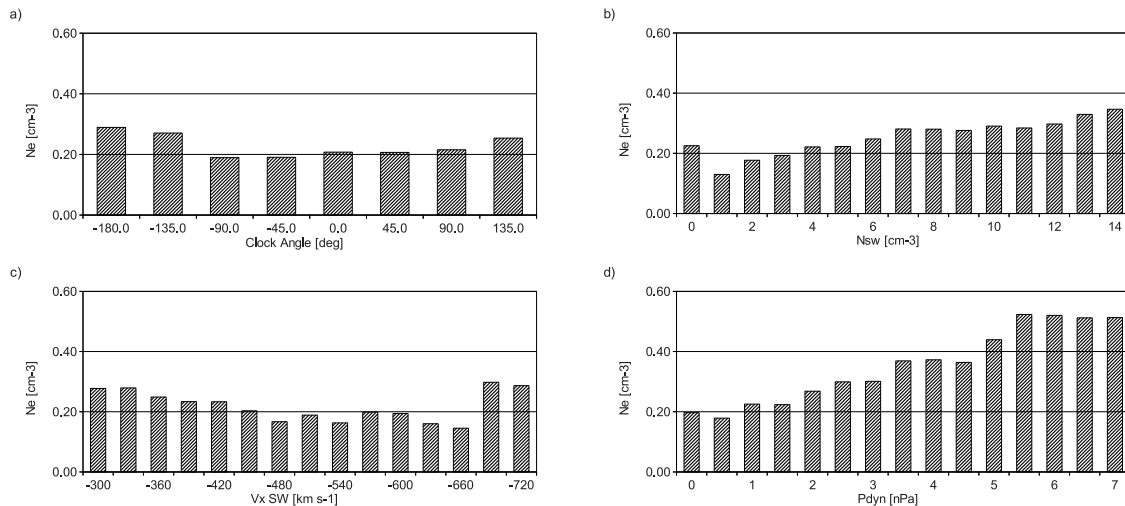 a)
Ne [cm-3]
0.60
0.40
0.20
0.00
-180.0 -135.0 -90.0 -45.0 0.0 45.0 90.0 135.0
Clock Angle [deg]
b)
Ne [cm-3]
0.60
0.40
0.20
0.00
0 2 4 6 8 10 12 14
Nsw [cm-3]
c)
Ne [cm-3]
0.60
0.40
0.20
0.00
-300 -360 -420 -480 -540 -600 -660 -720
Vx SW [km s-1]
d)
Ne [cm-3]
0.60
0.40
0.20
0.00
0 1 2 3 4 5 6 7
Pdyn [nPa]